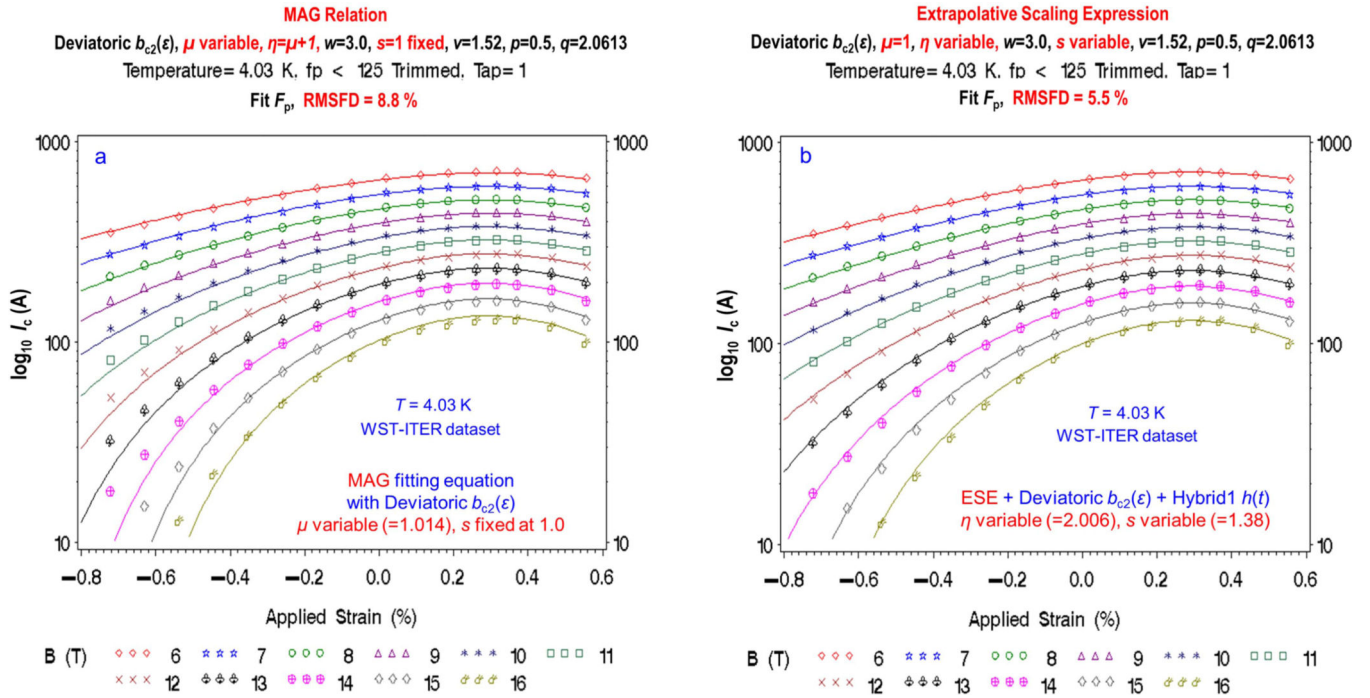 MAG Relation
Deviatoric b_c2(ε), μ variable, η=μ+1, w=3.0, s=1 fixed, v=1.52, p=0.5, q=2.0613
Temperature= 4.03 K, fp < 125 Trimmed, Tap= 1
Fit F_p, RMSFD = 8.8 %
1000
1000
a
log₁₀ I_c (A)
100
100
T = 4.03 K
WST-ITER dataset
MAG fitting equation
with Deviatoric b_c2(ε)
μ variable (=1.014), s fixed at 1.0
10
10
−0.8 −0.6 −0.4 −0.2 0.0 0.2 0.4 0.6
Applied Strain (%)
B (T) 6 7 8 9 10 11
12 13 14 15 16
Extrapolative Scaling Expression
Deviatoric b_c2(ε), μ=1, η variable, w=3.0, s variable, v=1.52, p=0.5, q=2.0613
Temperature= 4.03 K, fp < 125 Trimmed, Tap= 1
Fit F_p, RMSFD = 5.5 %
1000
1000
b
log₁₀ I_c (A)
100
100
T = 4.03 K
WST-ITER dataset
ESE + Deviatoric b_c2(ε) + Hybrid1 h(t)
η variable (=2.006), s variable (=1.38)
10
10
−0.8 −0.6 −0.4 −0.2 0.0 0.2 0.4 0.6
Applied Strain (%)
B (T) 6 7 8 9 10 11
12 13 14 15 16